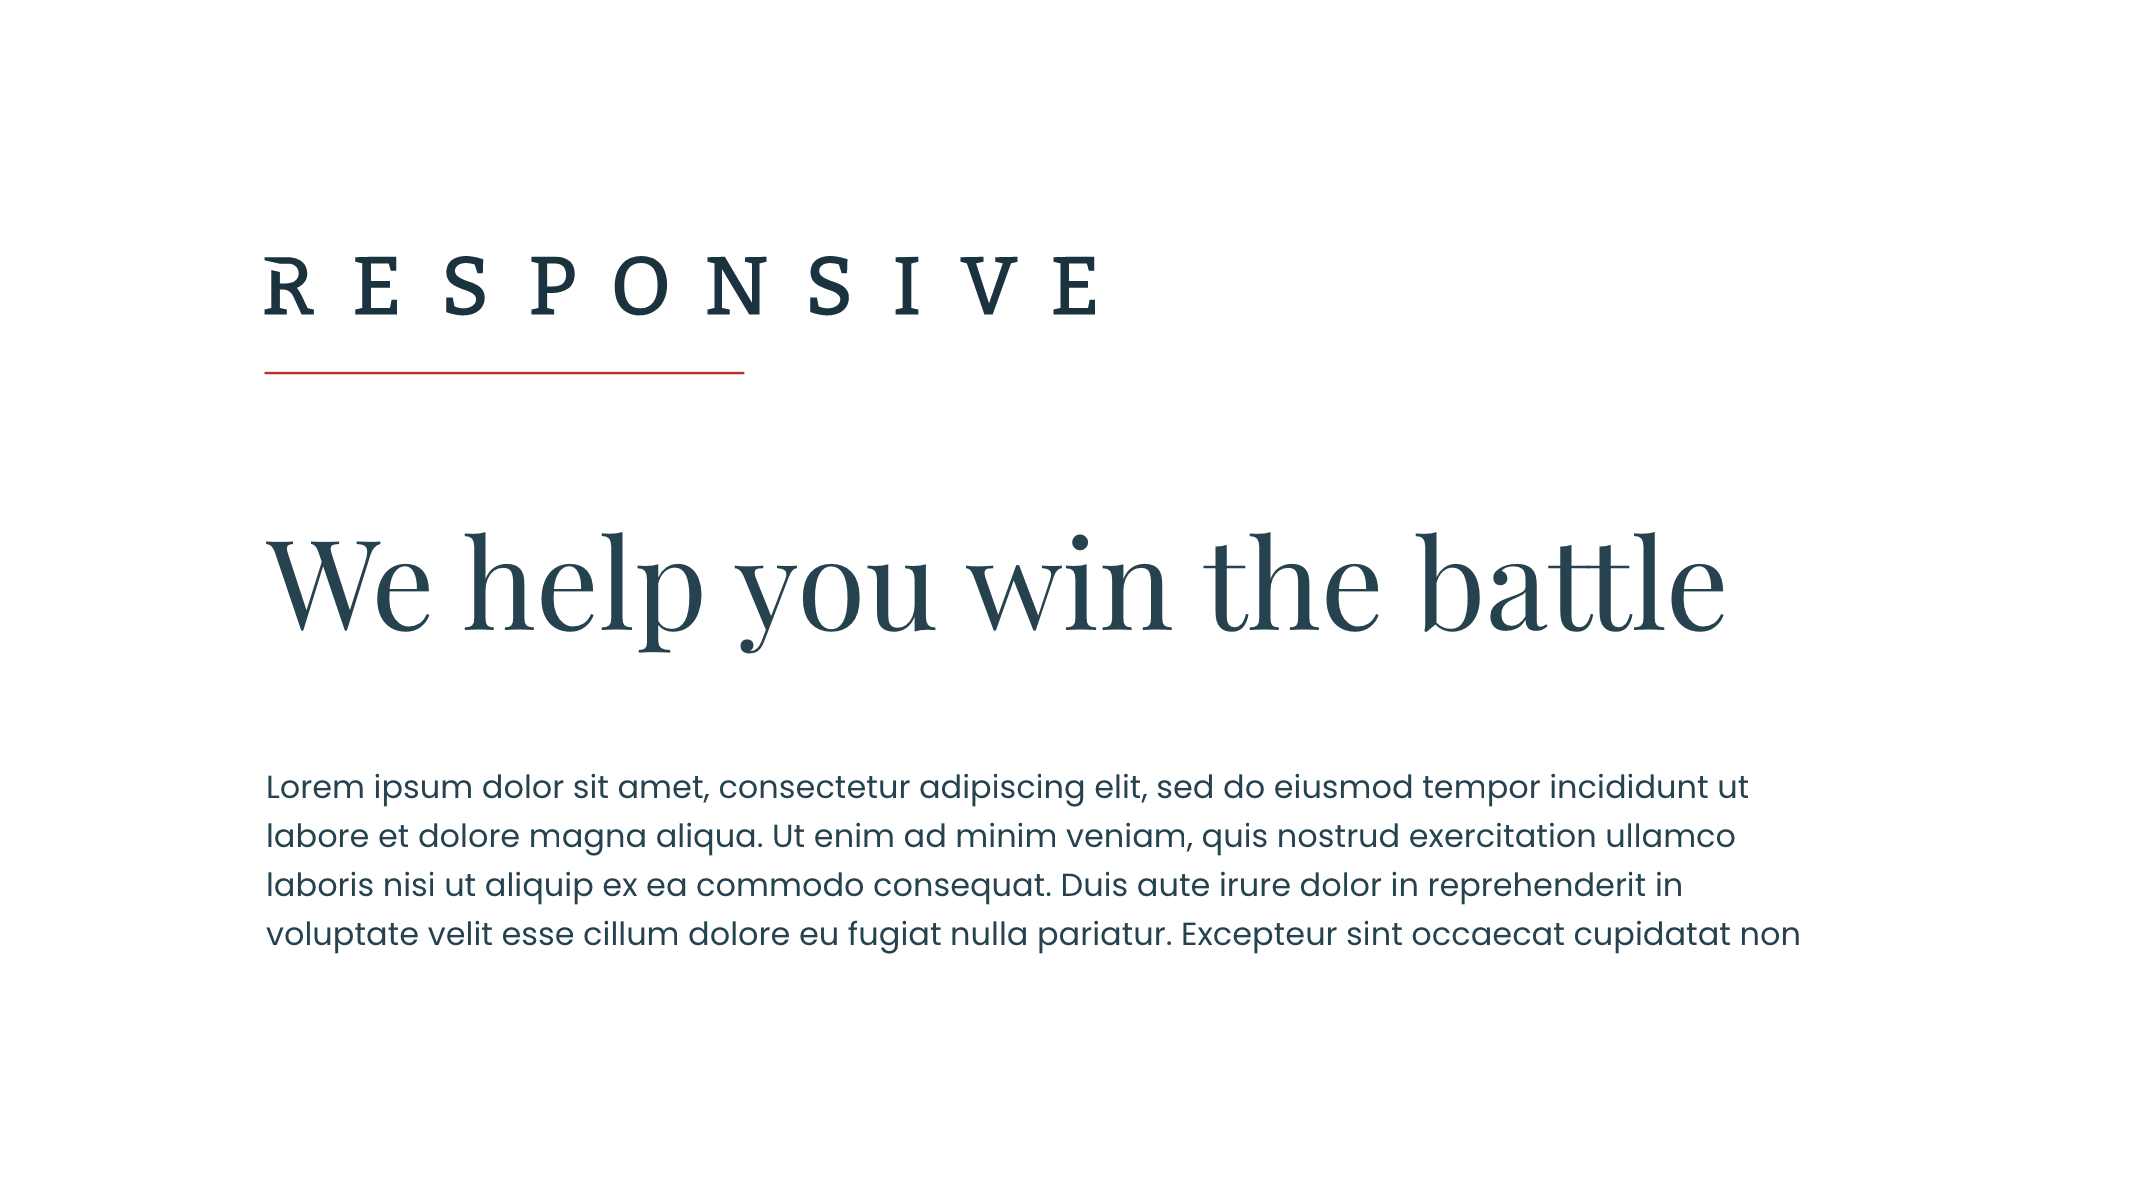 RESPONSIVE
We help you win the battle
Lorem ipsum dolor sit amet, consectetur adipiscing elit, sed do eiusmod tempor incididunt ut
labore et dolore magna aliqua. Ut enim ad minim veniam, quis nostrud exercitation ullamco
laboris nisi ut aliquip ex ea commodo consequat. Duis aute irure dolor in reprehenderit in
voluptate velit esse cillum dolore eu fugiat nulla pariatur. Excepteur sint occaecat cupidatat non